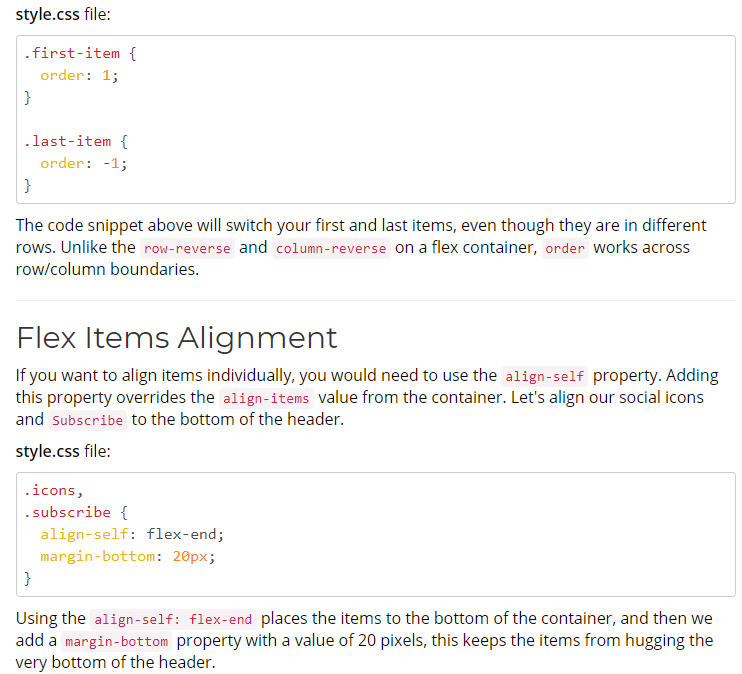 style.css file:
.first-item {
  order: 1;
}

.last-item {
  order: -1;
}
The code snippet above will switch your first and last items, even though they are in different
rows. Unlike the row-reverse and column-reverse on a flex container, order works across
row/column boundaries.
Flex Items Alignment
If you want to align items individually, you would need to use the align-self property. Adding
this property overrides the align-items value from the container. Let's align our social icons
and Subscribe to the bottom of the header.
style.css file:
.icons,
.subscribe {
  align-self: flex-end;
  margin-bottom: 20px;
}
Using the align-self: flex-end places the items to the bottom of the container, and then we
add a margin-bottom property with a value of 20 pixels, this keeps the items from hugging the
very bottom of the header.